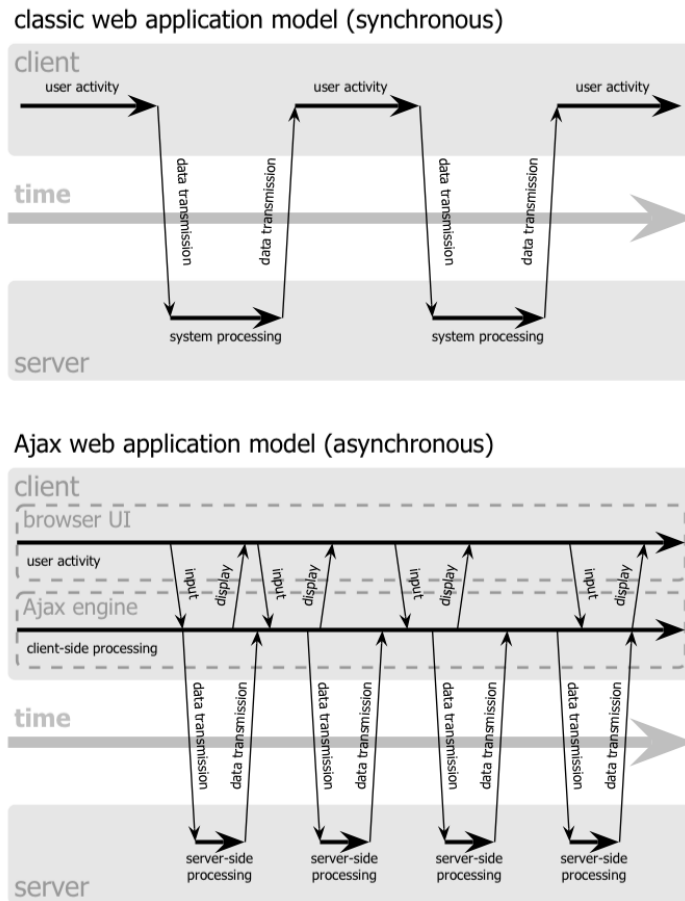 classic web application model (synchronous)
client
user activity
user activity
user activity
data transmission
data transmission
data transmission
data transmission
time
system processing
system processing
server
Ajax web application model (asynchronous)
client
browser UI
user activity
input
display
input
display
input
display
input
display
Ajax engine
client-side processing
data transmission
data transmission
data transmission
data transmission
data transmission
data transmission
data transmission
data transmission
time
server-side
processing
server-side
processing
server-side
processing
server-side
processing
server